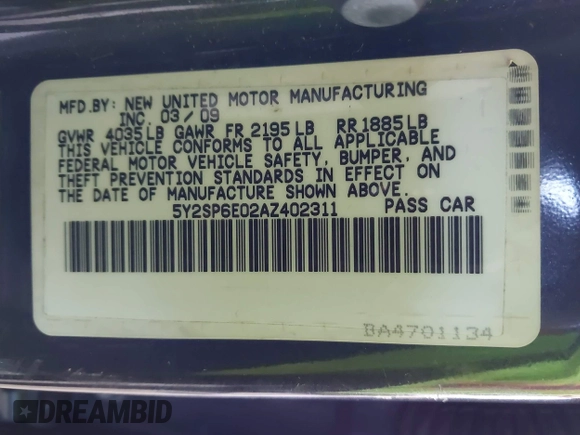 MFD.BY: NEW UNITED MOTOR MANUFACTURING
INC. 03/09
GVWR 4035LB GAWR FR 2195LB RR 1885LB
THIS VEHICLE CONFORMS TO ALL APPLICABLE
FEDERAL MOTOR VEHICLE SAFETY, BUMPER, AND
THEFT PREVENTION STANDARDS IN EFFECT ON
THE DATE OF MANUFACTURE SHOWN ABOVE.
5Y2SP6E02AZ402311 PASS CAR
BA4701134
DREAMBID